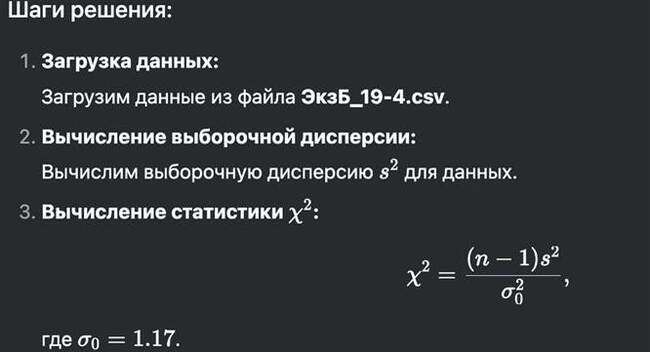 Шаги решения:
1. Загрузка данных:
Загрузим данные из файла ЭкзБ_19-4.csv.
2. Вычисление выборочной дисперсии:
Вычислим выборочную дисперсию s² для данных.
3. Вычисление статистики χ²:
χ² = (n − 1)s² / σ₀²,
где σ₀ = 1.17.